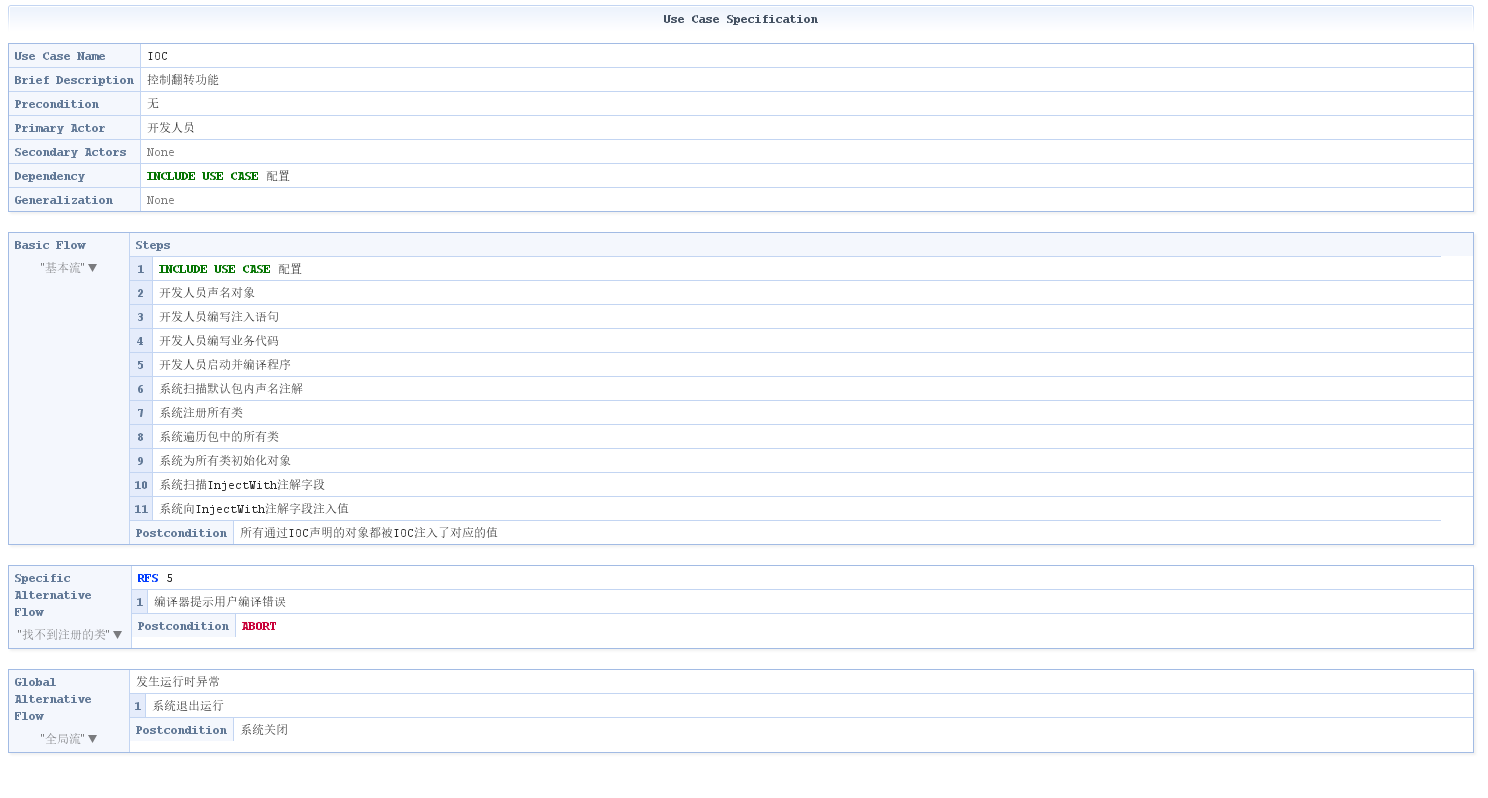 Use Case Specification
Use Case Name IOC
Brief Description 控制翻转功能
Precondition 无
Primary Actor 开发人员
Secondary Actors None
Dependency INCLUDE USE CASE 配置
Generalization None
Basic Flow Steps
"基本流" ▼
1 INCLUDE USE CASE 配置
2 开发人员声名对象
3 开发人员编写注入语句
4 开发人员编写业务代码
5 开发人员启动并编译程序
6 系统扫描默认包内声名注解
7 系统注册所有类
8 系统遍历包中的所有类
9 系统为所有类初始化对象
10 系统扫描InjectWith注解字段
11 系统向InjectWith注解字段注入值
Postcondition 所有通过IOC声明的对象都被IOC注入了对应的值
Specific
Alternative
Flow
"找不到注册的类" ▼
RFS 5
1 编译器提示用户编译错误
Postcondition ABORT
Global
Alternative
Flow
"全局流" ▼
发生运行时异常
1 系统退出运行
Postcondition 系统关闭